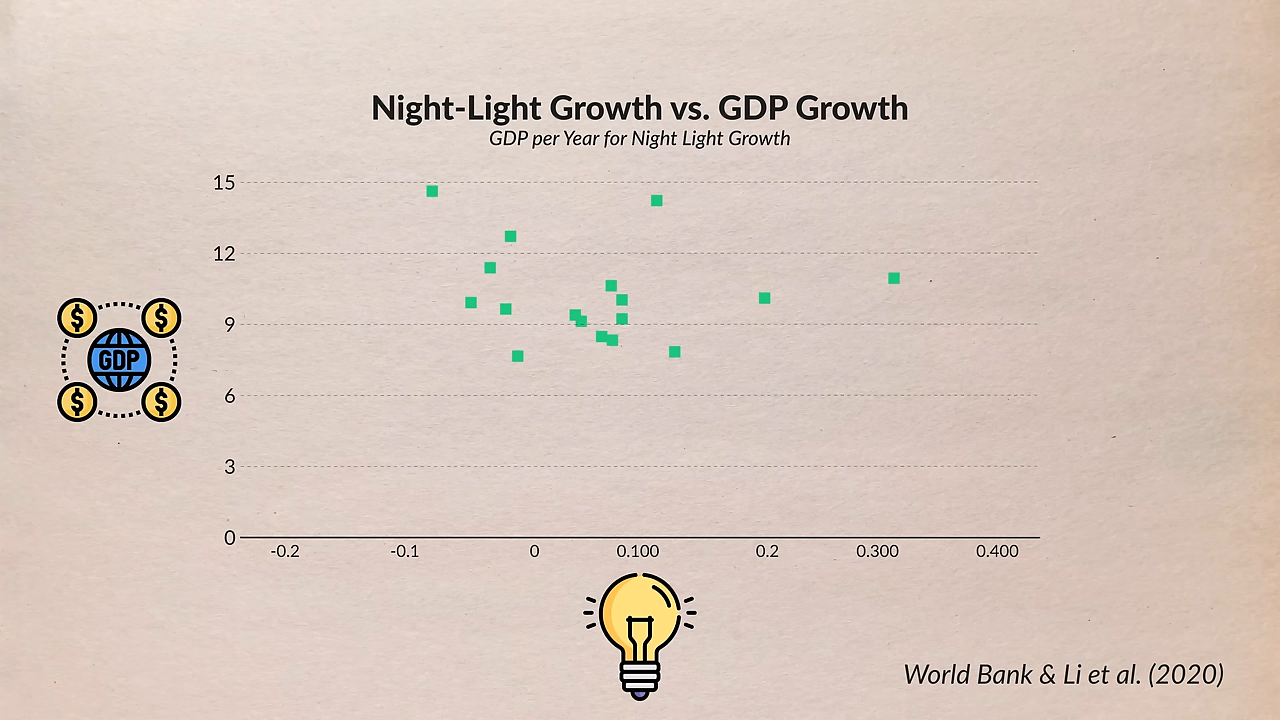 Night-Light Growth vs. GDP Growth
GDP per Year for Night Light Growth
15
12
9
6
3
0
$ $
GDP
$ $
-0.2 -0.1 0 0.100 0.2 0.300 0.400
World Bank & Li et al. (2020)